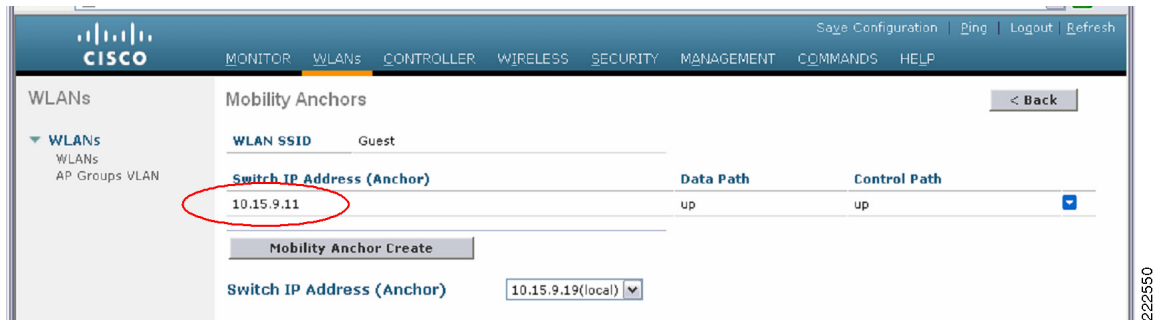 Save Configuration | Ping | Logout | Refresh
CISCO
MONITOR WLANs CONTROLLER WIRELESS SECURITY MANAGEMENT COMMANDS HELP
WLANs
Mobility Anchors
< Back
WLANs
WLANs
AP Groups VLAN
WLAN SSID Guest
Switch IP Address (Anchor) Data Path Control Path
10.15.9.11 up up
Mobility Anchor Create
Switch IP Address (Anchor) 10.15.9.19(local)
222550